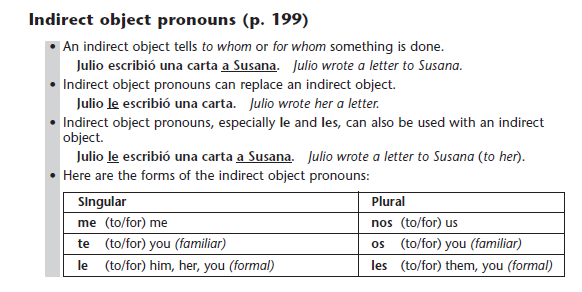 Indirect object pronouns (p. 199)
• An indirect object tells to whom or for whom something is done.
Julio escribió una carta a Susana. Julio wrote a letter to Susana.
• Indirect object pronouns can replace an indirect object.
Julio le escribió una carta. Julio wrote her a letter.
• Indirect object pronouns, especially le and les, can also be used with an indirect
object.
Julio le escribió una carta a Susana. Julio wrote a letter to Susana (to her).
• Here are the forms of the indirect object pronouns:
Singular Plural
me (to/for) me nos (to/for) us
te (to/for) you (familiar) os (to/for) you (familiar)
le (to/for) him, her, you (formal) les (to/for) them, you (formal)